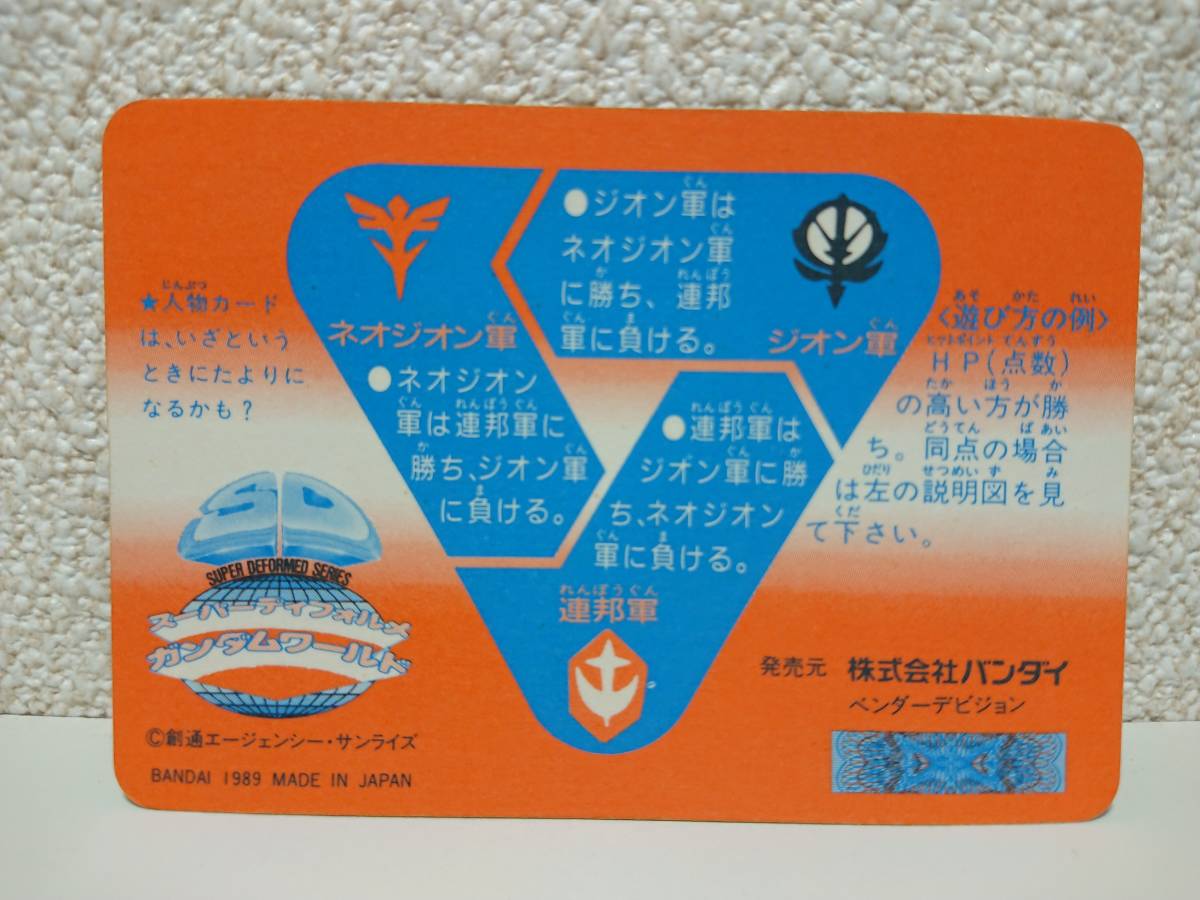 ★人物カード
は、いざという
ときにたよりに
なるかも?
ネオジオン軍
●ネオジオン
軍は連邦軍に
勝ち、ジオン軍
に負ける。
●ジオン軍は
ネオジオン軍
に勝ち、連邦
軍に負ける。
ジオン軍
●連邦軍は
ジオン軍に勝
ち、ネオジオン
軍に負ける。
連邦軍
〈遊び方の例〉
HP(点数)
の高い方が勝
ち。同点の場合
は左の説明図を見
て下さい。
SD
SUPER DEFORMED SERIES
スーパーディフォルメ
ガンダムワールド
©創通エージェンシー・サンライズ
BANDAI 1989 MADE IN JAPAN
発売元 株式会社バンダイ
ベンダーデビジョン